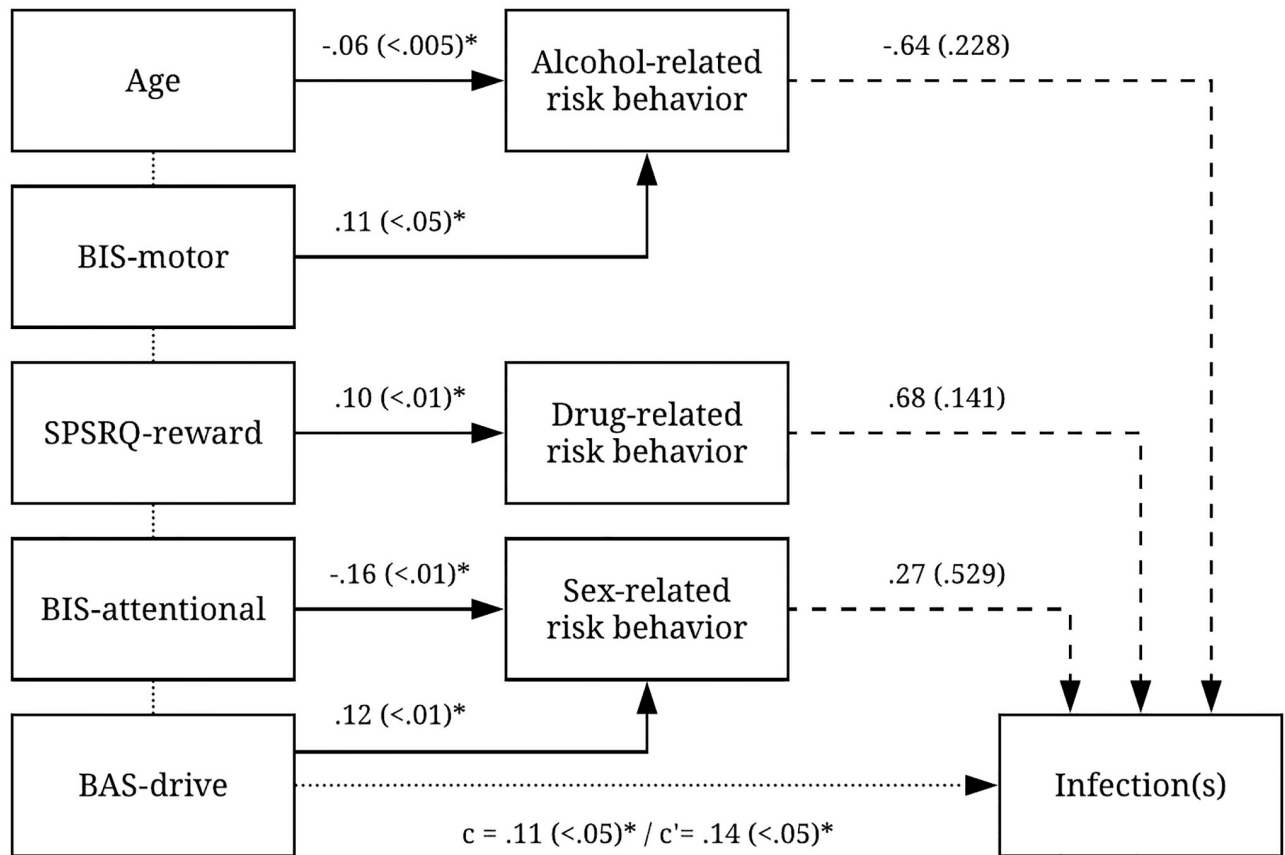 Age
-.06 (<.005)*
Alcohol-related
risk behavior
-.64 (.228)
BIS-motor
.11 (<.05)*
SPSRQ-reward
.10 (<.01)*
Drug-related
risk behavior
.68 (.141)
BIS-attentional
-.16 (<.01)*
Sex-related
risk behavior
.27 (.529)
BAS-drive
.12 (<.01)*
Infection(s)
c = .11 (<.05)* / c'= .14 (<.05)*